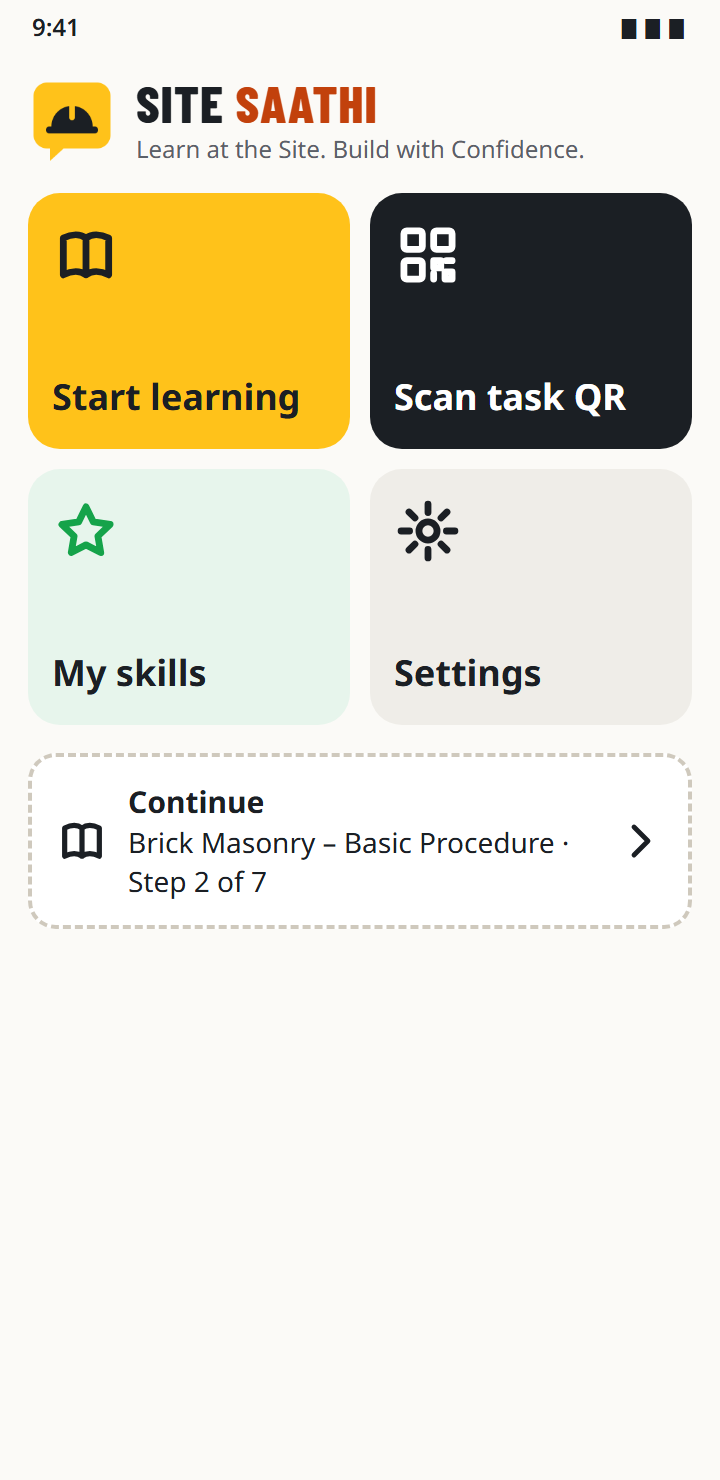 9:41
SITE SAATHI
Learn at the Site. Build with Confidence.
Start learning
Scan task QR
My skills
Settings
Continue
Brick Masonry – Basic Procedure ·
Step 2 of 7